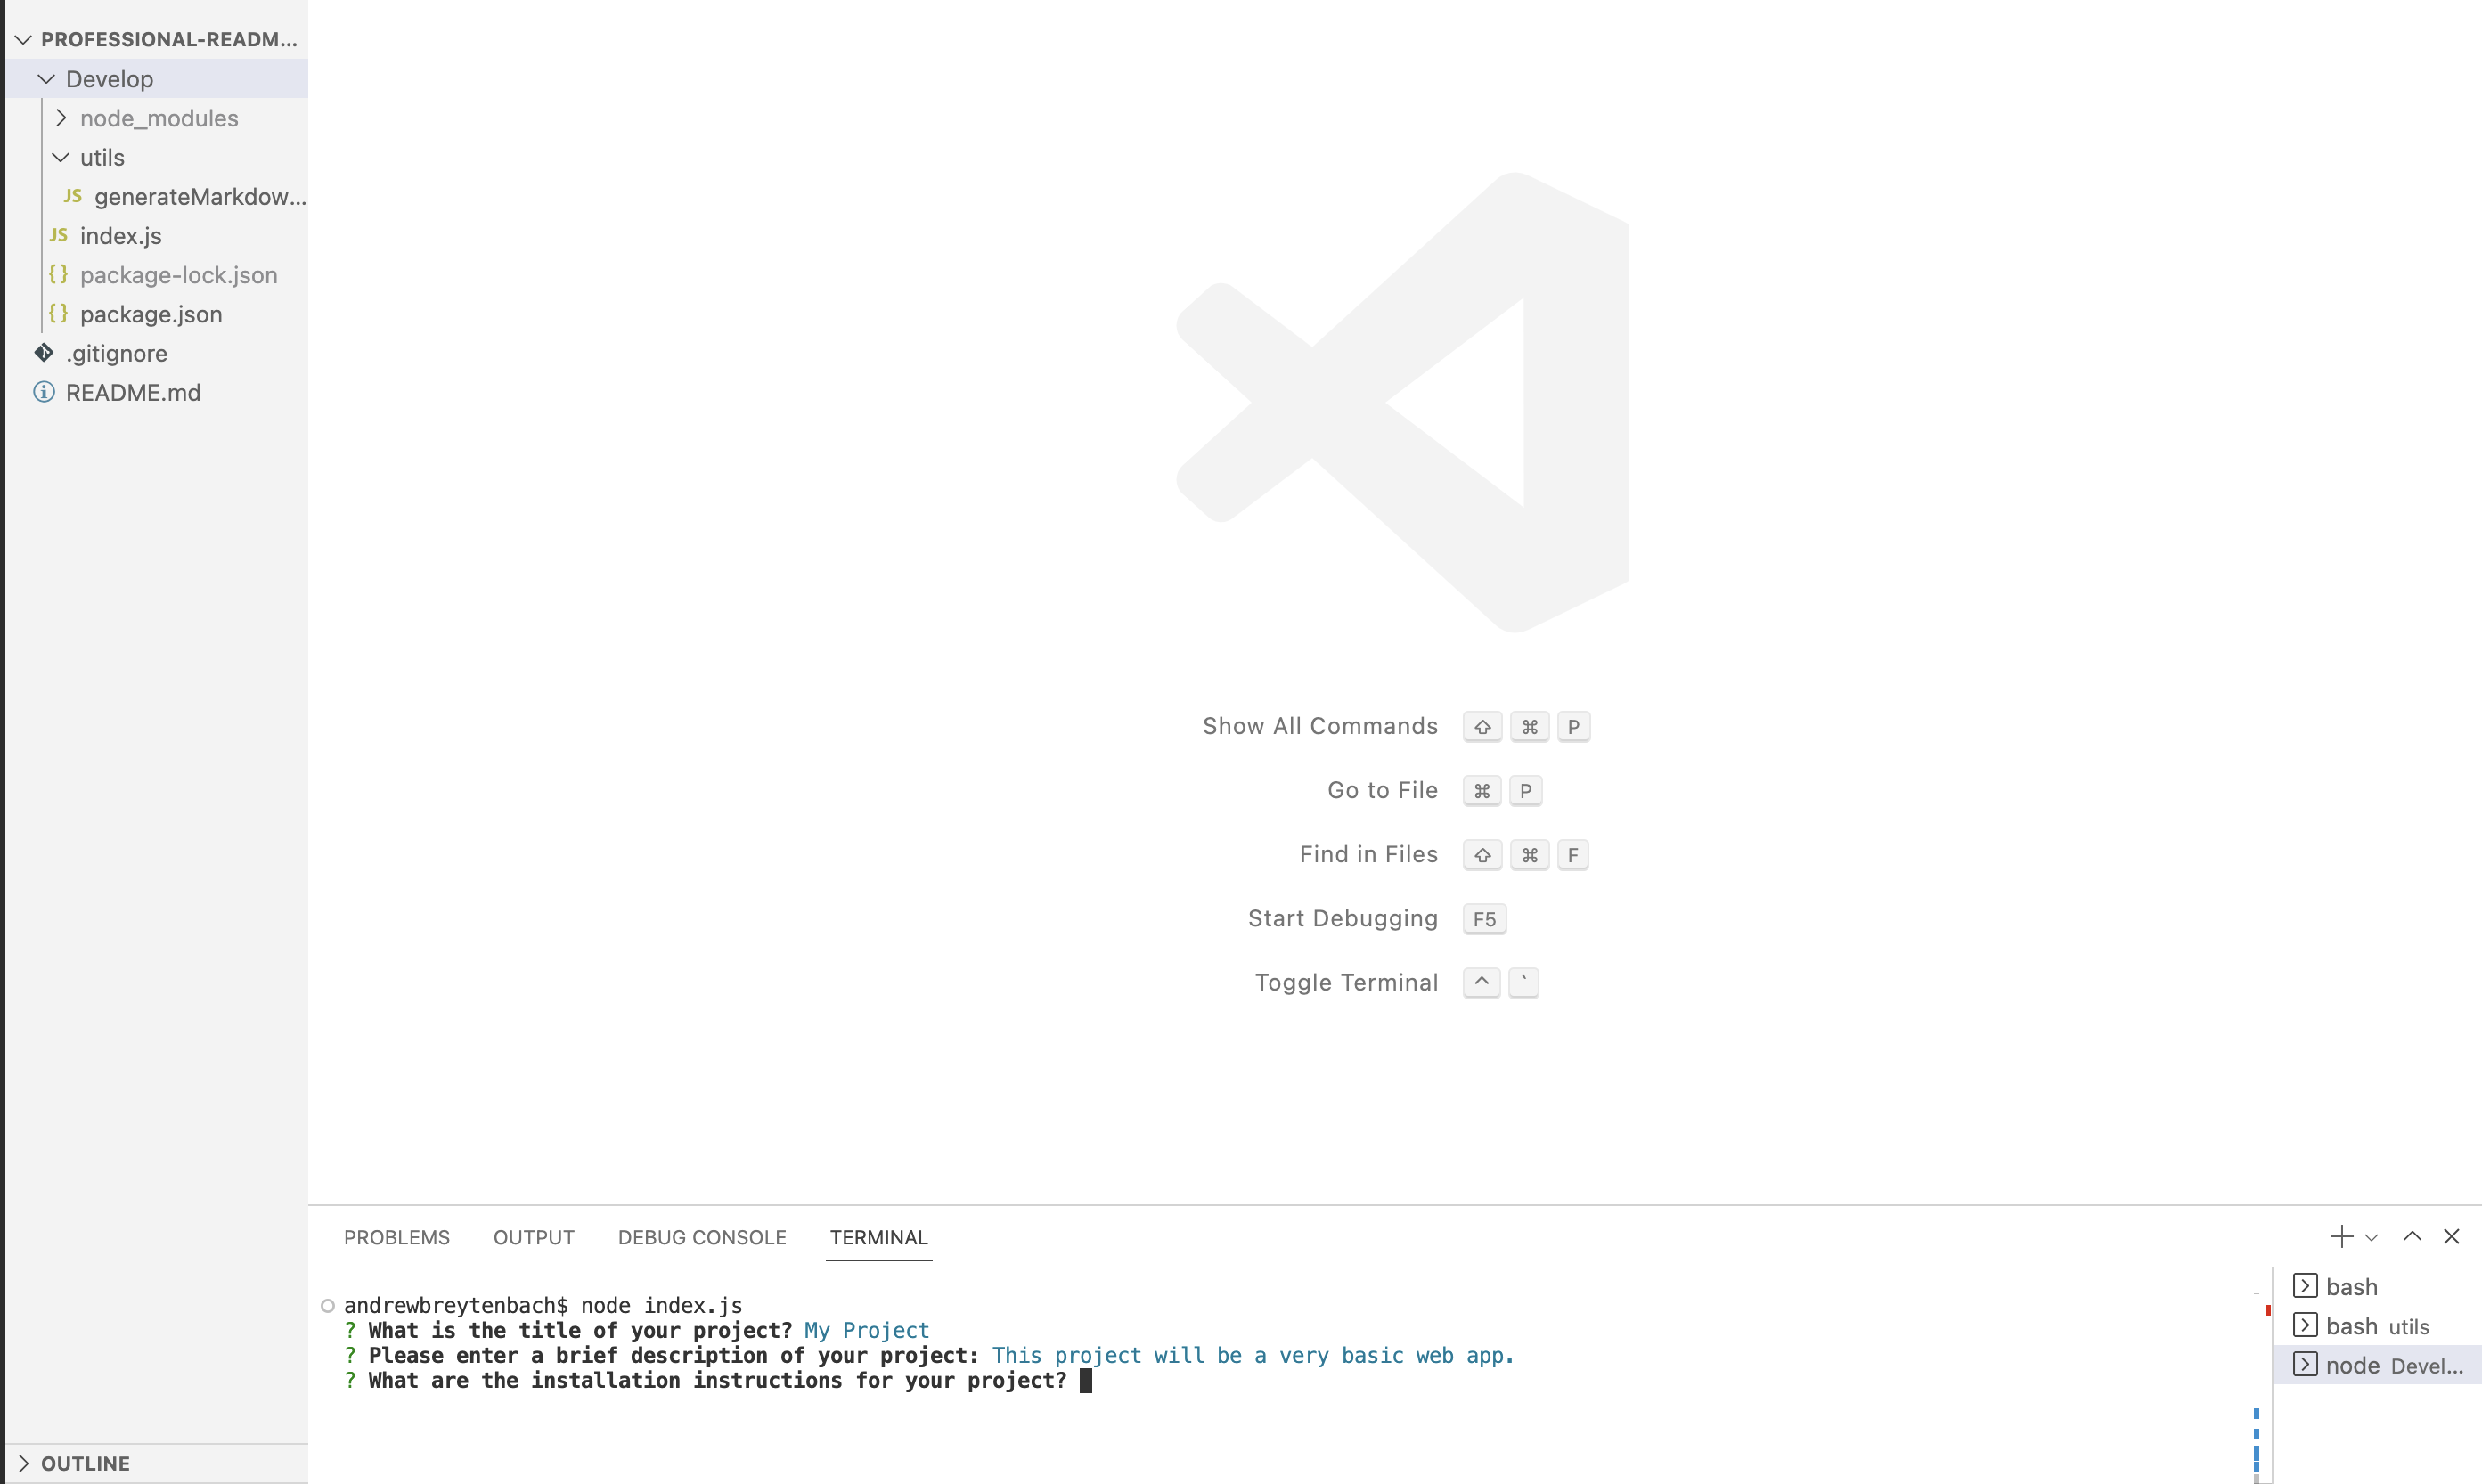 PROFESSIONAL-READM...
Develop
node_modules
utils
JS generateMarkdow...
JS index.js
{} package-lock.json
{} package.json
.gitignore
README.md
OUTLINE
Show All Commands ⇧ ⌘ P
Go to File ⌘ P
Find in Files ⇧ ⌘ F
Start Debugging F5
Toggle Terminal ^ `
PROBLEMS OUTPUT DEBUG CONSOLE TERMINAL
andrewbreytenbach$ node index.js
? What is the title of your project? My Project
? Please enter a brief description of your project: This project will be a very basic web app.
? What are the installation instructions for your project?
bash
bash utils
node Devel...